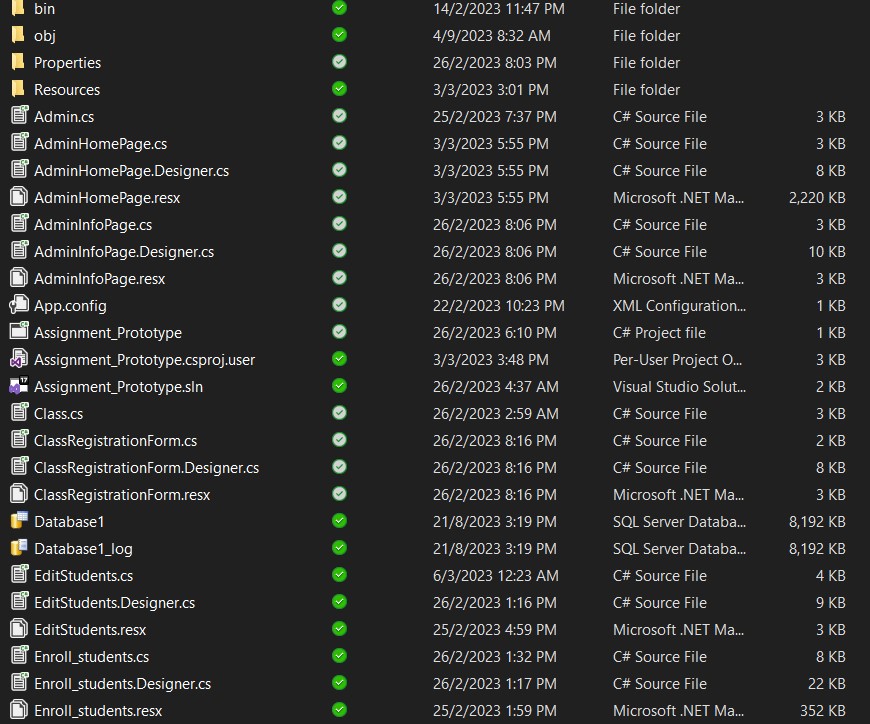 bin 14/2/2023 11:47 PM File folder
obj 4/9/2023 8:32 AM File folder
Properties 26/2/2023 8:03 PM File folder
Resources 3/3/2023 3:01 PM File folder
Admin.cs 25/2/2023 7:37 PM C# Source File 3 KB
AdminHomePage.cs 3/3/2023 5:55 PM C# Source File 3 KB
AdminHomePage.Designer.cs 3/3/2023 5:55 PM C# Source File 8 KB
AdminHomePage.resx 3/3/2023 5:55 PM Microsoft .NET Ma... 2,220 KB
AdminInfoPage.cs 26/2/2023 8:06 PM C# Source File 3 KB
AdminInfoPage.Designer.cs 26/2/2023 8:06 PM C# Source File 10 KB
AdminInfoPage.resx 26/2/2023 8:06 PM Microsoft .NET Ma... 3 KB
App.config 22/2/2023 10:23 PM XML Configuration... 1 KB
Assignment_Prototype 26/2/2023 6:10 PM C# Project file 1 KB
Assignment_Prototype.csproj.user 3/3/2023 3:48 PM Per-User Project O... 3 KB
Assignment_Prototype.sln 26/2/2023 4:37 AM Visual Studio Solut... 2 KB
Class.cs 26/2/2023 2:59 AM C# Source File 3 KB
ClassRegistrationForm.cs 26/2/2023 8:16 PM C# Source File 2 KB
ClassRegistrationForm.Designer.cs 26/2/2023 8:16 PM C# Source File 8 KB
ClassRegistrationForm.resx 26/2/2023 8:16 PM Microsoft .NET Ma... 3 KB
Database1 21/8/2023 3:19 PM SQL Server Databa... 8,192 KB
Database1_log 21/8/2023 3:19 PM SQL Server Databa... 8,192 KB
EditStudents.cs 6/3/2023 12:23 AM C# Source File 4 KB
EditStudents.Designer.cs 26/2/2023 1:16 PM C# Source File 9 KB
EditStudents.resx 25/2/2023 4:59 PM Microsoft .NET Ma... 3 KB
Enroll_students.cs 26/2/2023 1:32 PM C# Source File 8 KB
Enroll_students.Designer.cs 26/2/2023 1:17 PM C# Source File 22 KB
Enroll_students.resx 25/2/2023 1:59 PM Microsoft .NET Ma... 352 KB